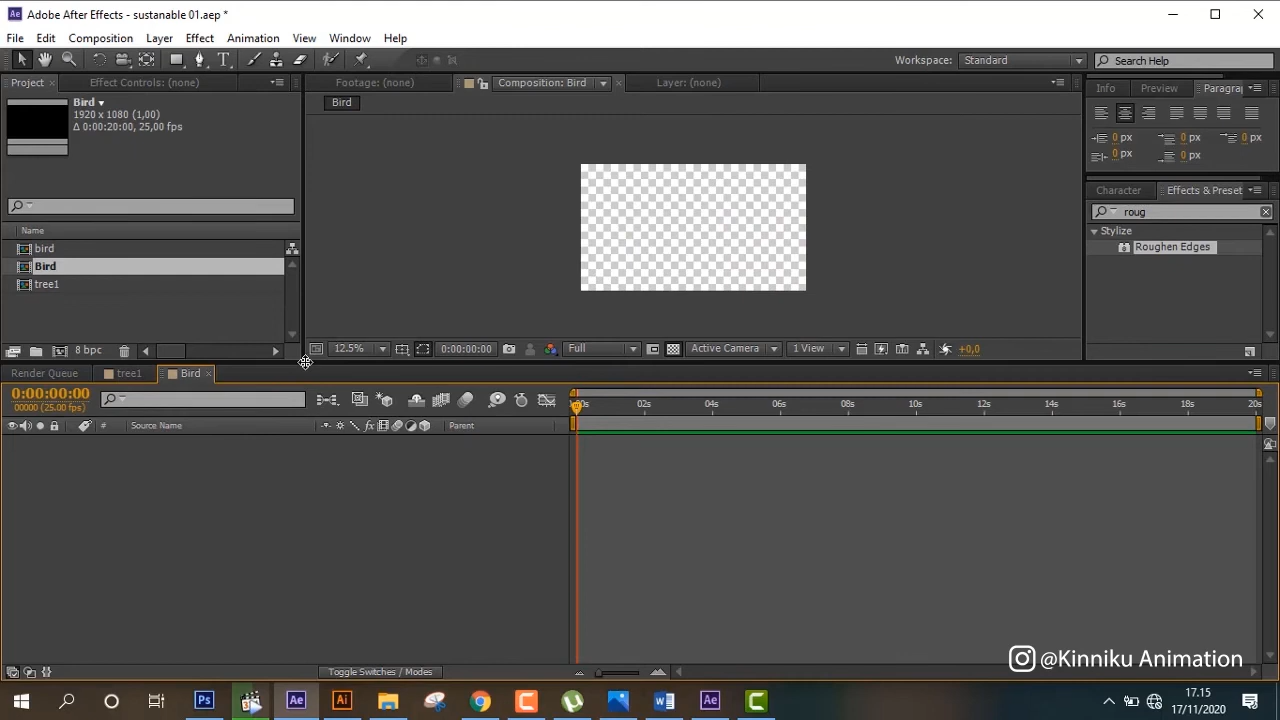 Adobe After Effects - sustanable 01.aep *
File Edit Composition Layer Effect Animation View Window Help
Workspace: Standard Search Help
Project Effect Controls: (none) Footage: (none) Composition: Bird Layer: (none) Info Preview Paragra
Bird
1920 x 1080 (1,00)
Δ 0:00:20:00, 25,00 fps
Bird
0 px 0 px 0 px
0 px 0 px
Character Effects & Preset
roug
Stylize
Roughen Edges
Name
bird
Bird
tree1
8 bpc
12.5% 0:00:00:00 Full Active Camera 1 View +0,0
Render Queue tree1 Bird
0:00:00:00
00000 (25.00 fps)
02s 04s 06s 08s 10s 12s 14s 16s 18s 20s
# Source Name Parent
Toggle Switches / Modes
@Kinniku Animation
17.15
17/11/2020